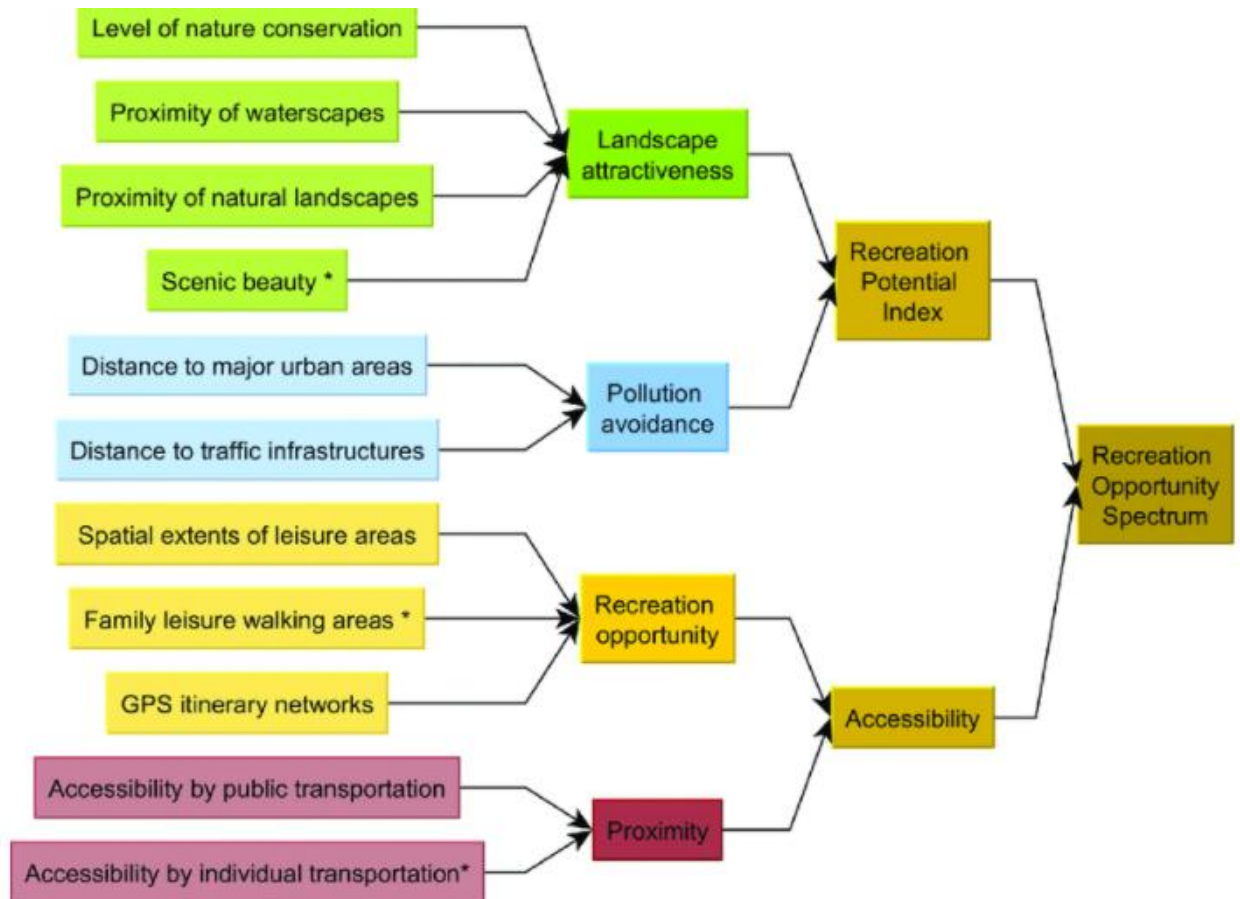 Level of nature conservation
Proximity of waterscapes
Proximity of natural landscapes
Scenic beauty *
Distance to major urban areas
Distance to traffic infrastructures
Spatial extents of leisure areas
Family leisure walking areas *
GPS itinerary networks
Accessibility by public transportation
Accessibility by individual transportation*
Landscape
attractiveness
Pollution
avoidance
Recreation
opportunity
Proximity
Recreation
Potential
Index
Accessibility
Recreation
Opportunity
Spectrum